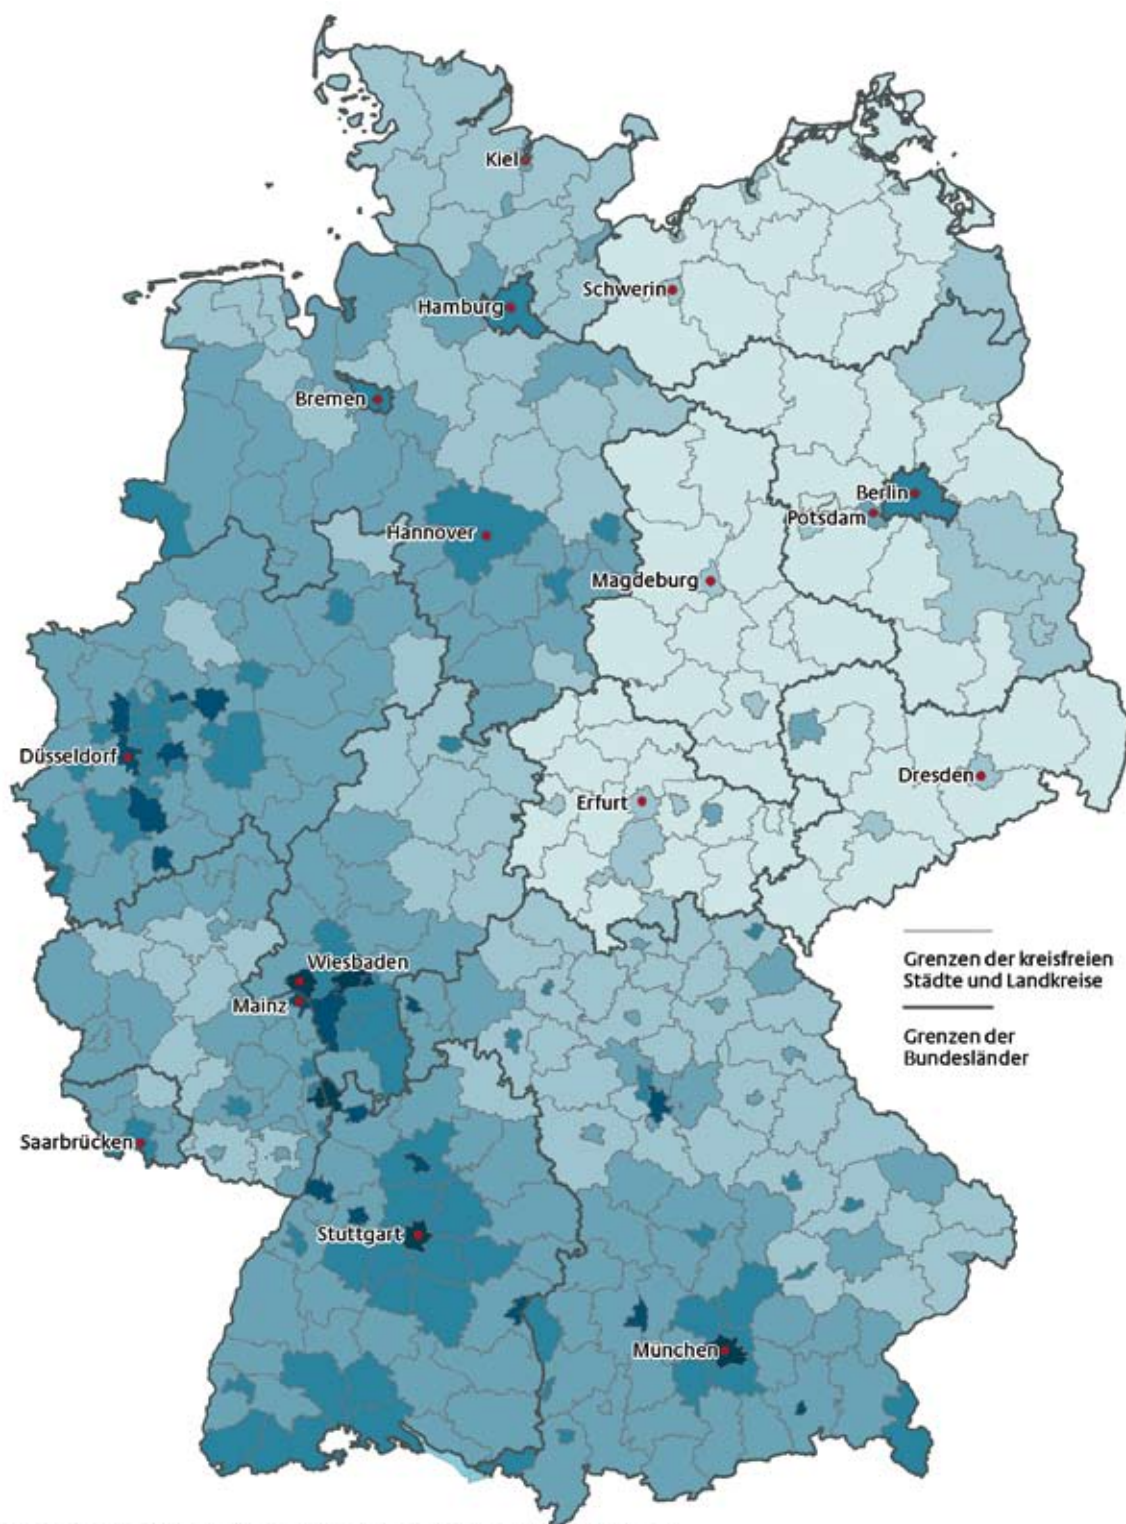 Kiel
Schwerin
Hamburg
Bremen
Berlin
Potsdam
Hannover
Magdeburg
Düsseldorf
Dresden
Erfurt
Grenzen der kreisfreien
Städte und Landkreise
Wiesbaden
Mainz
Grenzen der
Bundesländer
Saarbrücken
Stuttgart
München